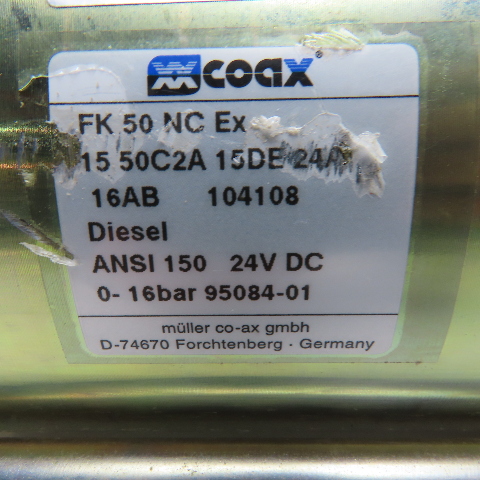 coax®
FK 50 NC Ex
15 50C2A 15DE
16AB 104108
Diesel
ANSI 150 24V DC
0- 16bar 95084-01
müller co-ax gmbh
D-74670 Forchtenberg · Germany